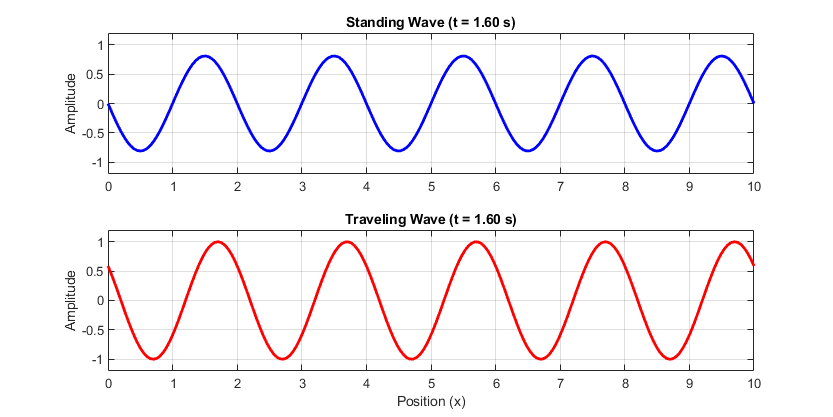 Standing Wave (t = 1.60 s)
Amplitude
1
0.5
0
-0.5
-1
0 1 2 3 4 5 6 7 8 9 10
Traveling Wave (t = 1.60 s)
Amplitude
1
0.5
0
-0.5
-1
0 1 2 3 4 5 6 7 8 9 10
Position (x)